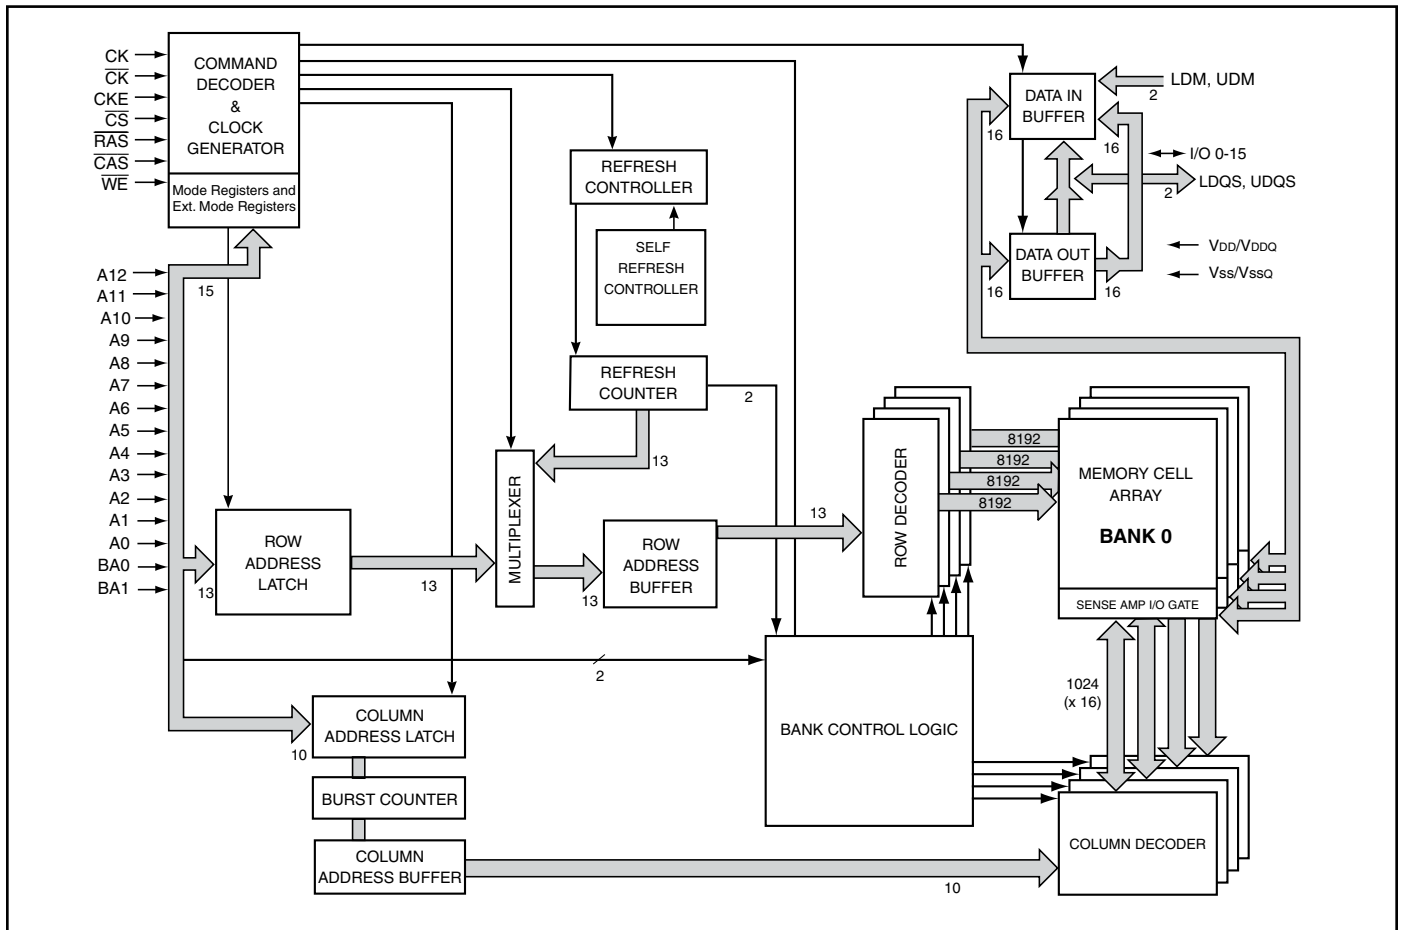 CK
CK
CKE
CS
RAS
CAS
WE
COMMAND
DECODER
&
CLOCK
GENERATOR
Mode Registers and
Ext. Mode Registers
A12
A11
A10
A9
A8
A7
A6
A5
A4
A3
A2
A1
A0
BA0
BA1
15
13
ROW
ADDRESS
LATCH
13
MULTIPLEXER
13
REFRESH
CONTROLLER
SELF
REFRESH
CONTROLLER
REFRESH
COUNTER
2
13
ROW
ADDRESS
BUFFER
13
ROW DECODER
8192
8192
8192
8192
MEMORY CELL
ARRAY
BANK 0
SENSE AMP I/O GATE
DATA IN
BUFFER
LDM, UDM
2
16
16
I/O 0-15
LDQS, UDQS
2
DATA OUT
BUFFER
16
16
VDD/VDDQ
Vss/VssQ
2
BANK CONTROL LOGIC
1024
(x 16)
COLUMN DECODER
COLUMN
ADDRESS LATCH
10
BURST COUNTER
COLUMN
ADDRESS BUFFER
10